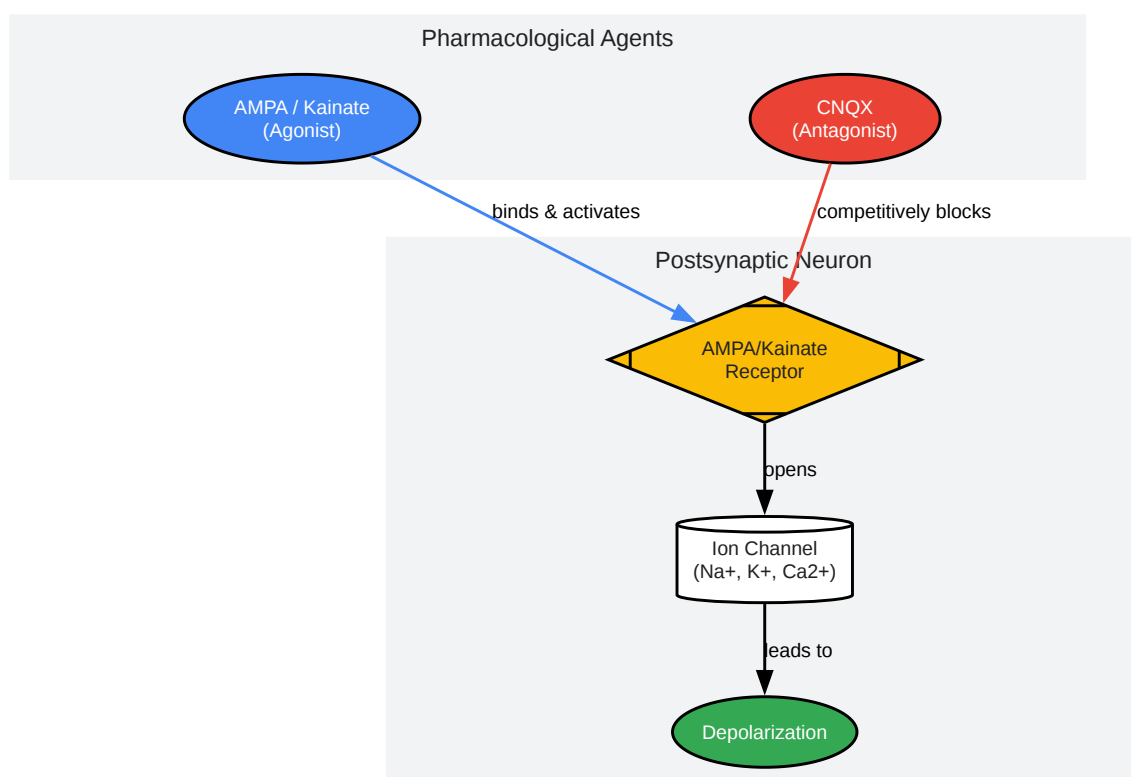 Pharmacological Agents
AMPA / Kainate
(Agonist)
CNQX
(Antagonist)
binds & activates
competitively blocks
Postsynaptic Neuron
AMPA/Kainate
Receptor
opens
Ion Channel
(Na+, K+, Ca2+)
leads to
Depolarization